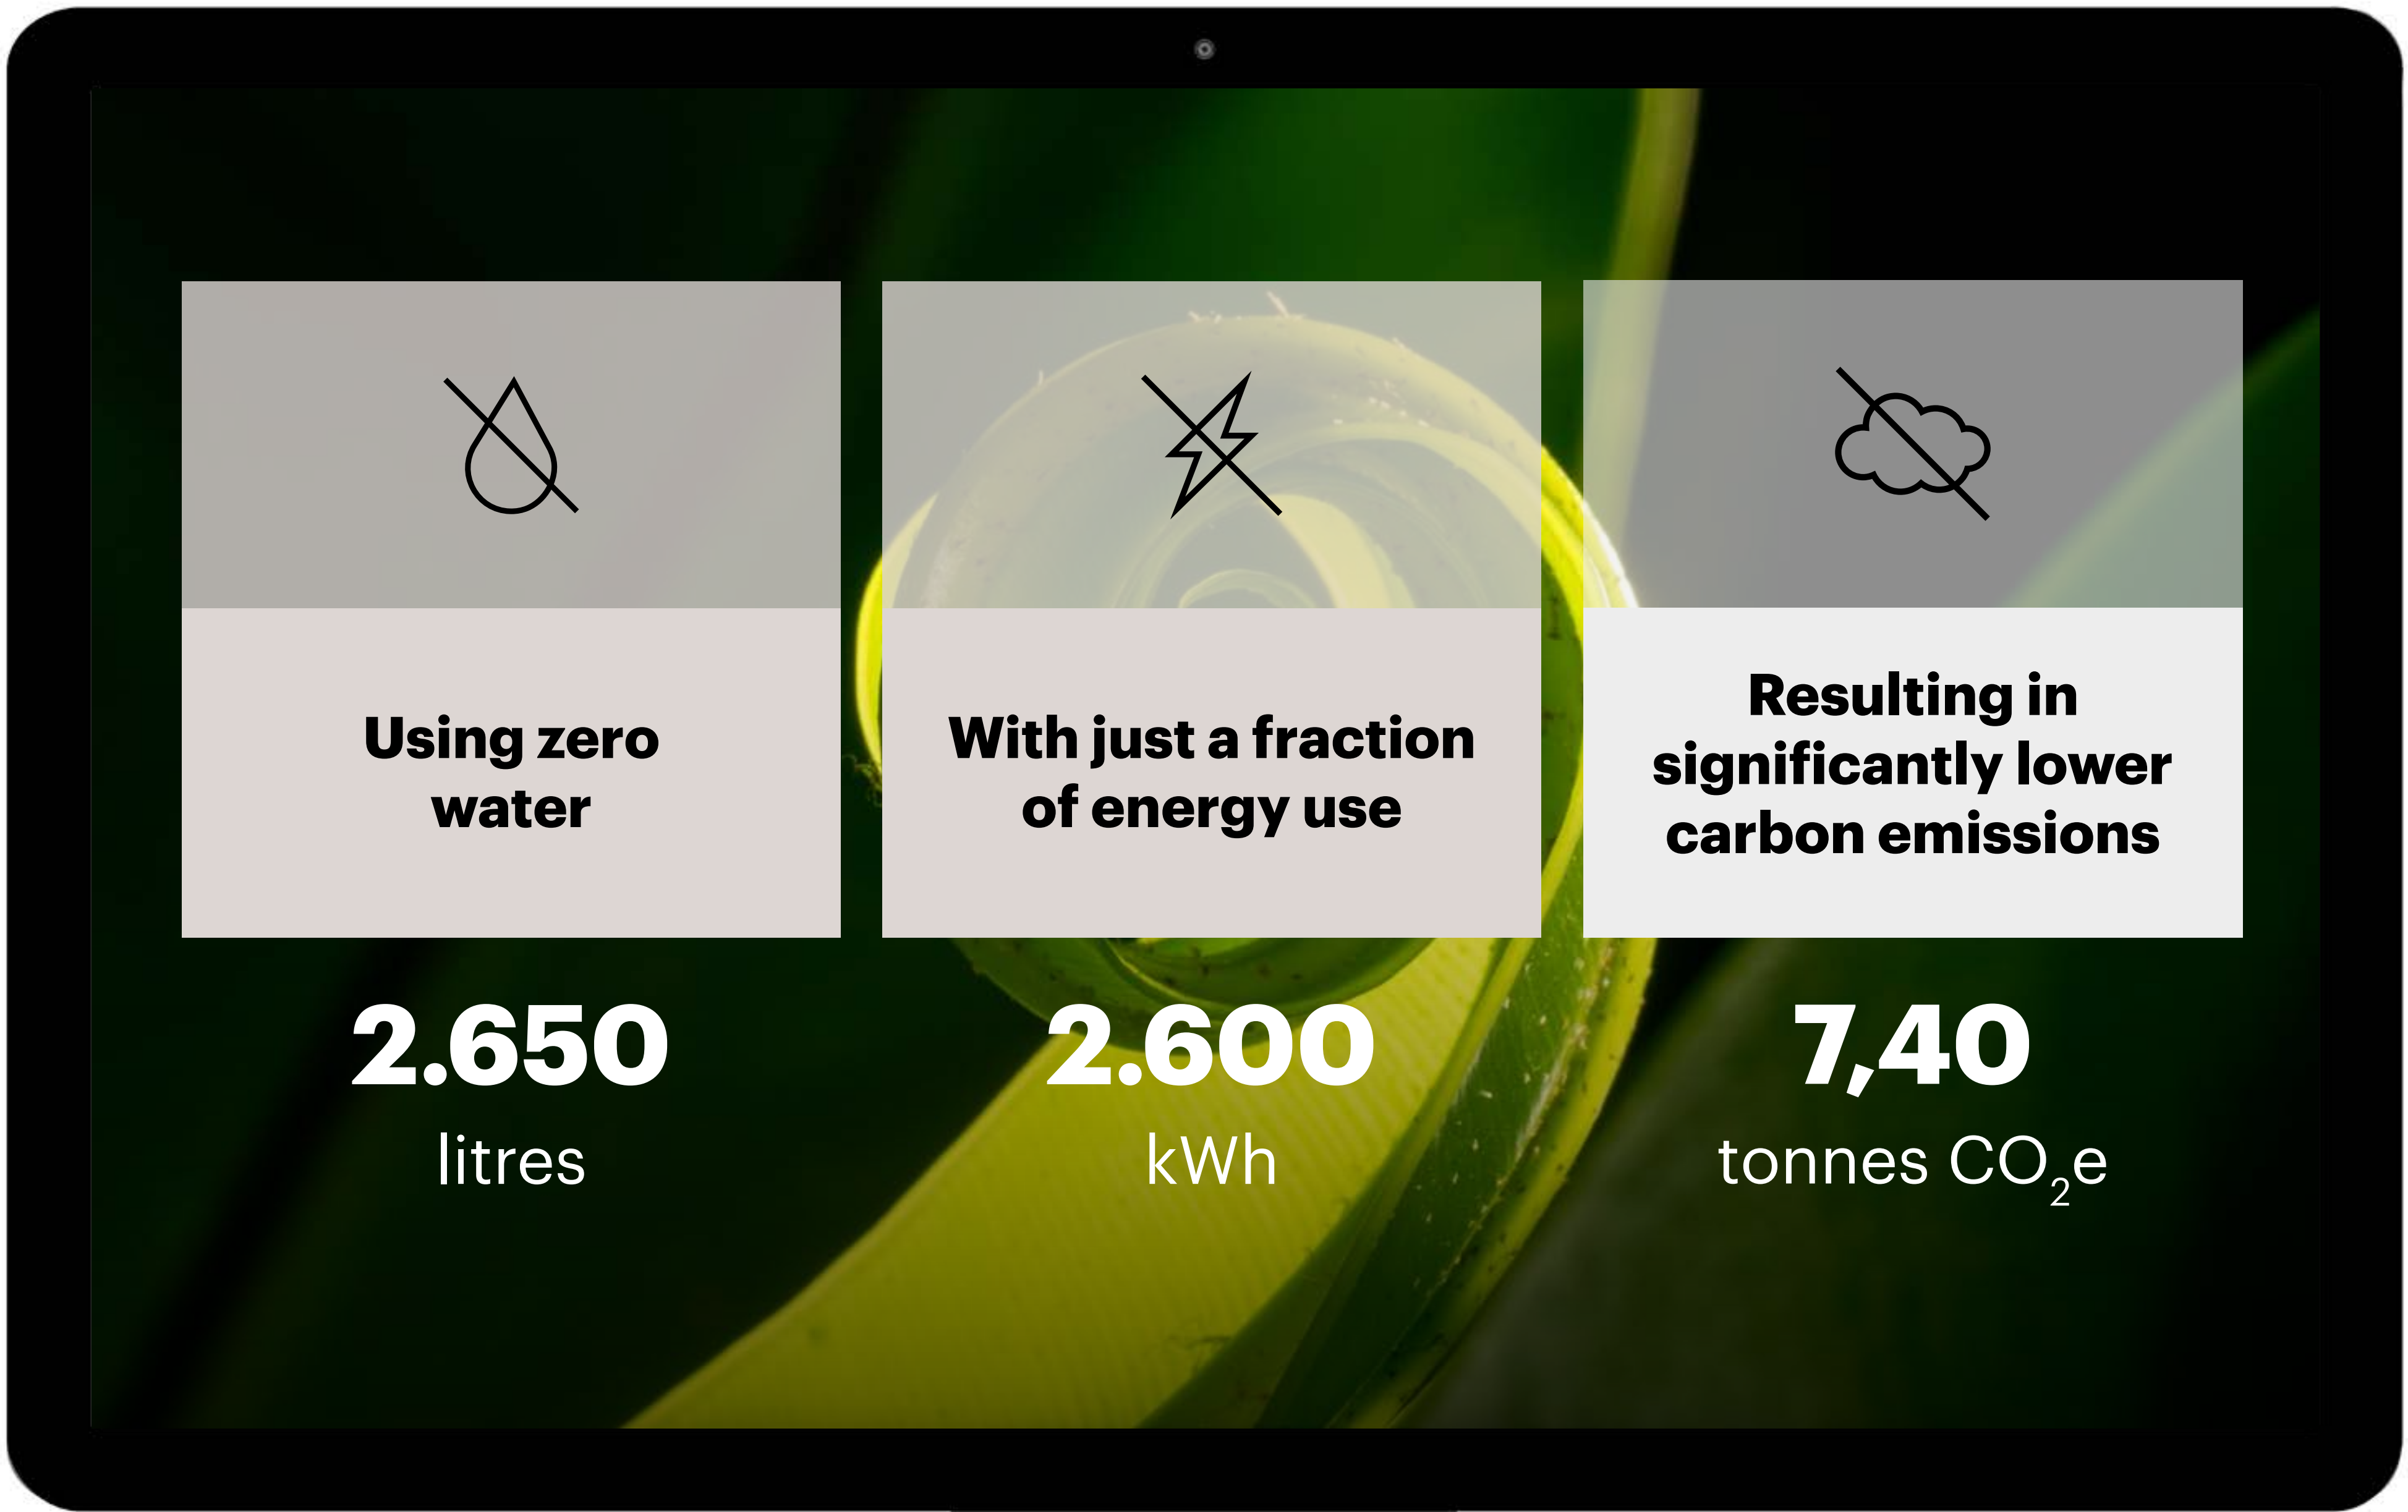 Using zero
water
2.650
litres
With just a fraction
of energy use
2.600
kWh
Resulting in
significantly lower
carbon emissions
7,40
tonnes CO₂e